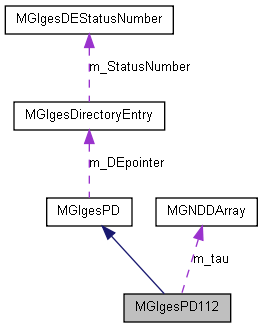 MGIgesDEStatusNumber
m_StatusNumber
MGIgesDirectoryEntry
m_DEpointer
MGIgesPD
MGNDDArray
m_tau
MGIgesPD112